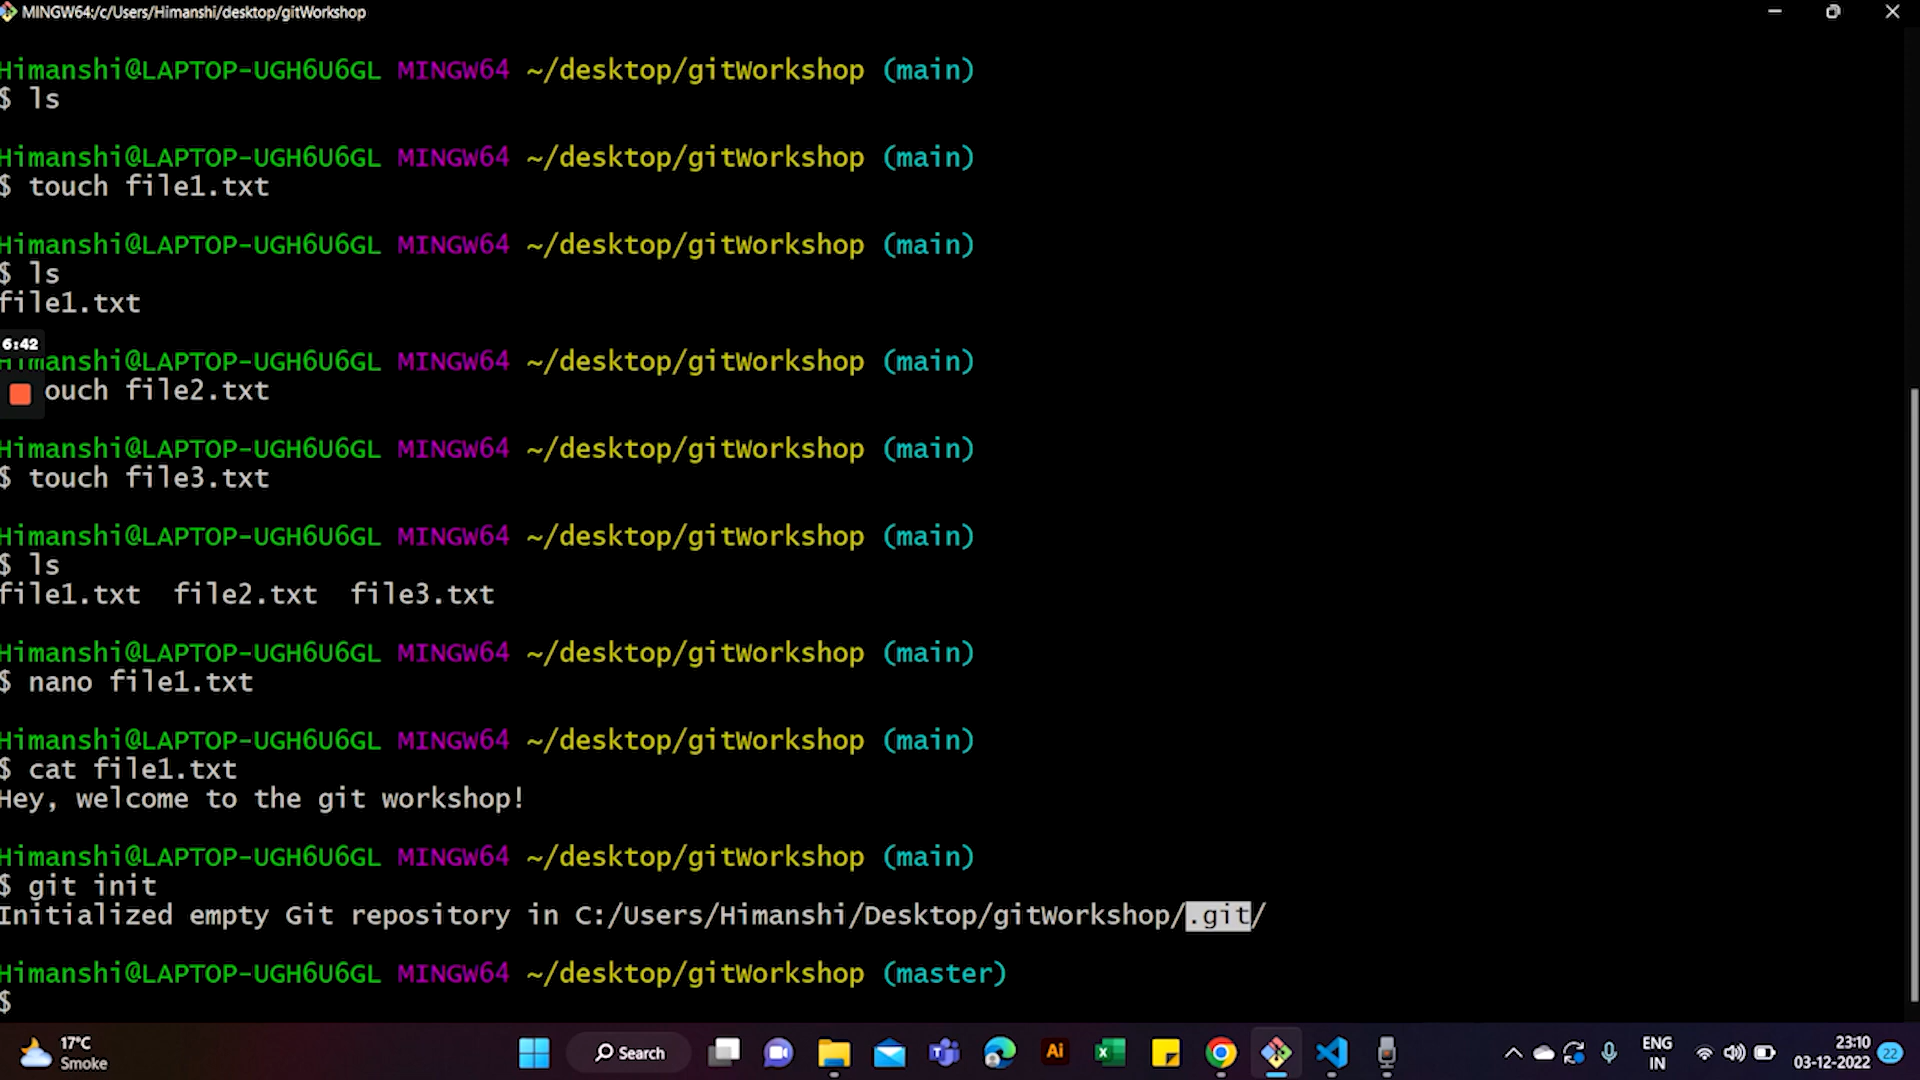 MINGW64:/c/Users/Himanshi/desktop/gitWorkshop
Himanshi@LAPTOP-UGH6U6GL MINGW64 ~/desktop/gitWorkshop (main)
$ ls
Himanshi@LAPTOP-UGH6U6GL MINGW64 ~/desktop/gitWorkshop (main)
$ touch file1.txt
Himanshi@LAPTOP-UGH6U6GL MINGW64 ~/desktop/gitWorkshop (main)
$ ls
file1.txt
6:42
Himanshi@LAPTOP-UGH6U6GL MINGW64 ~/desktop/gitWorkshop (main)
ouch file2.txt
Himanshi@LAPTOP-UGH6U6GL MINGW64 ~/desktop/gitWorkshop (main)
$ touch file3.txt
Himanshi@LAPTOP-UGH6U6GL MINGW64 ~/desktop/gitWorkshop (main)
$ ls
file1.txt  file2.txt  file3.txt
Himanshi@LAPTOP-UGH6U6GL MINGW64 ~/desktop/gitWorkshop (main)
$ nano file1.txt
Himanshi@LAPTOP-UGH6U6GL MINGW64 ~/desktop/gitWorkshop (main)
$ cat file1.txt
Hey, welcome to the git workshop!
Himanshi@LAPTOP-UGH6U6GL MINGW64 ~/desktop/gitWorkshop (main)
$ git init
Initialized empty Git repository in C:/Users/Himanshi/Desktop/gitWorkshop/.git/
Himanshi@LAPTOP-UGH6U6GL MINGW64 ~/desktop/gitWorkshop (master)
$
17°C
Smoke
Search
Ai
ENG
IN
23:10
03-12-2022
22